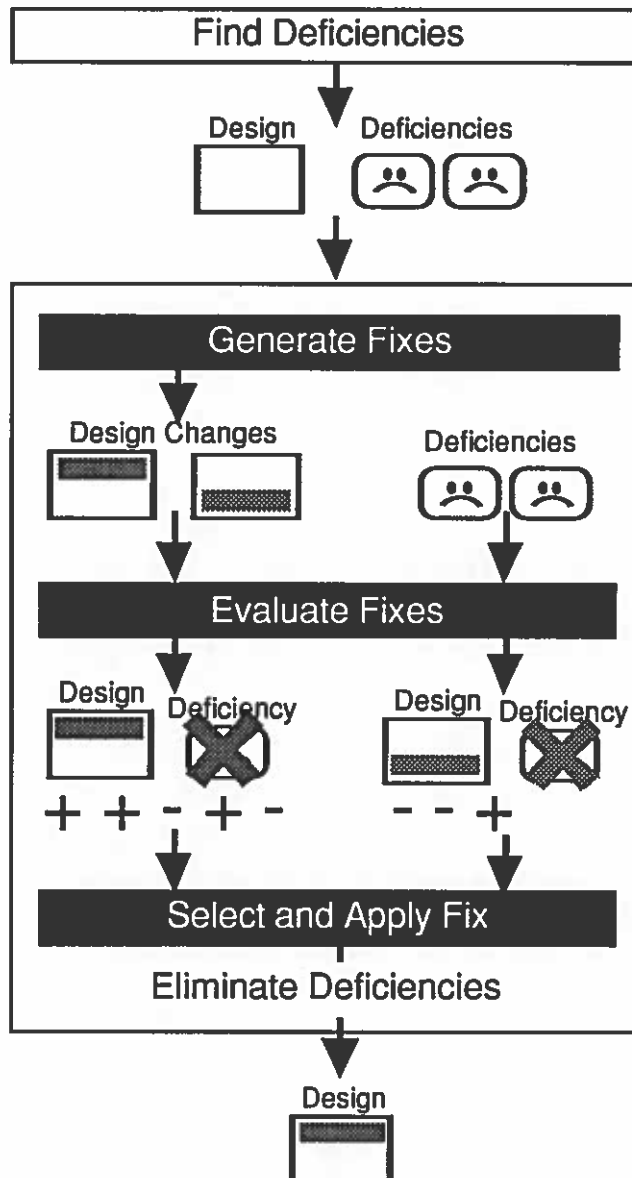 Find Deficiencies
Design Deficiencies
Generate Fixes
Design Changes
Deficiencies
Evaluate Fixes
Design Deficiency
Design Deficiency
+ + - + -
- - +
Select and Apply Fix
Eliminate Deficiencies
Design